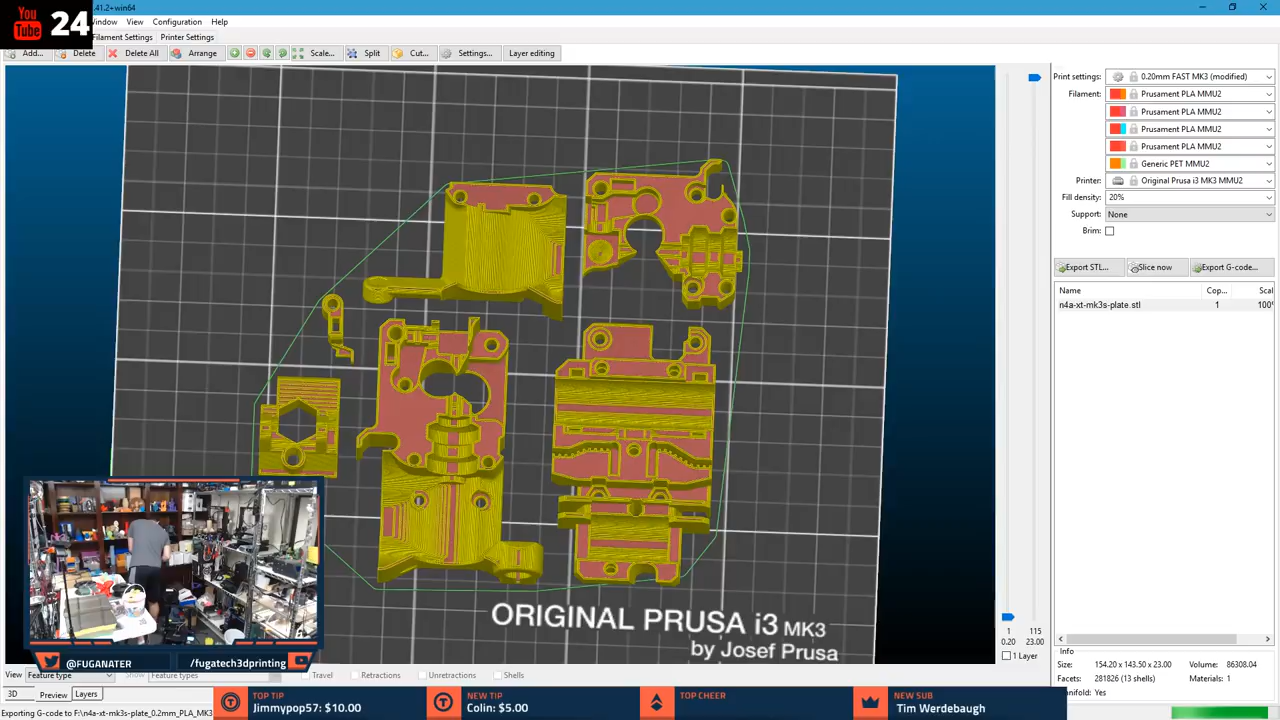 You Tube 24
.41.2+win64
Window View Configuration Help
Filament Settings Printer Settings
Add... Delete Delete All Arrange Scale... Split Cut... Settings... Layer editing
Print settings: 0.20mm FAST MK3 (modified)
Filament: Prusament PLA MMU2
Prusament PLA MMU2
Prusament PLA MMU2
Prusament PLA MMU2
Generic PET MMU2
Printer: Original Prusa i3 MK3 MMU2
Fill density: 20%
Support: None
Brim:
Export STL... Slice now Export G-code...
Name Cop... Scal
n4a-xt-mk3s-plate.stl 1 100%
ORIGINAL PRUSA i3 MK3
by Josef Prusa
1 115
0.20 23.00
1 Layer
Info
Size: 154.20 x 143.50 x 23.00 Volume: 86308.04
Facets: 281826 (13 shells) Materials: 1
Manifold: Yes
@FUGANATER /fugatech3dprinting
View Feature type Show Feature types Travel Retractions Unretractions Shells
3D Preview Layers
TOP TIP
Jimmypop57: $10.00
NEW TIP
Colin: $5.00
TOP CHEER
NEW SUB
Tim Werdebaugh
Exporting G-code to F:\n4a-xt-mk3s-plate_0.2mm_PLA_MK3